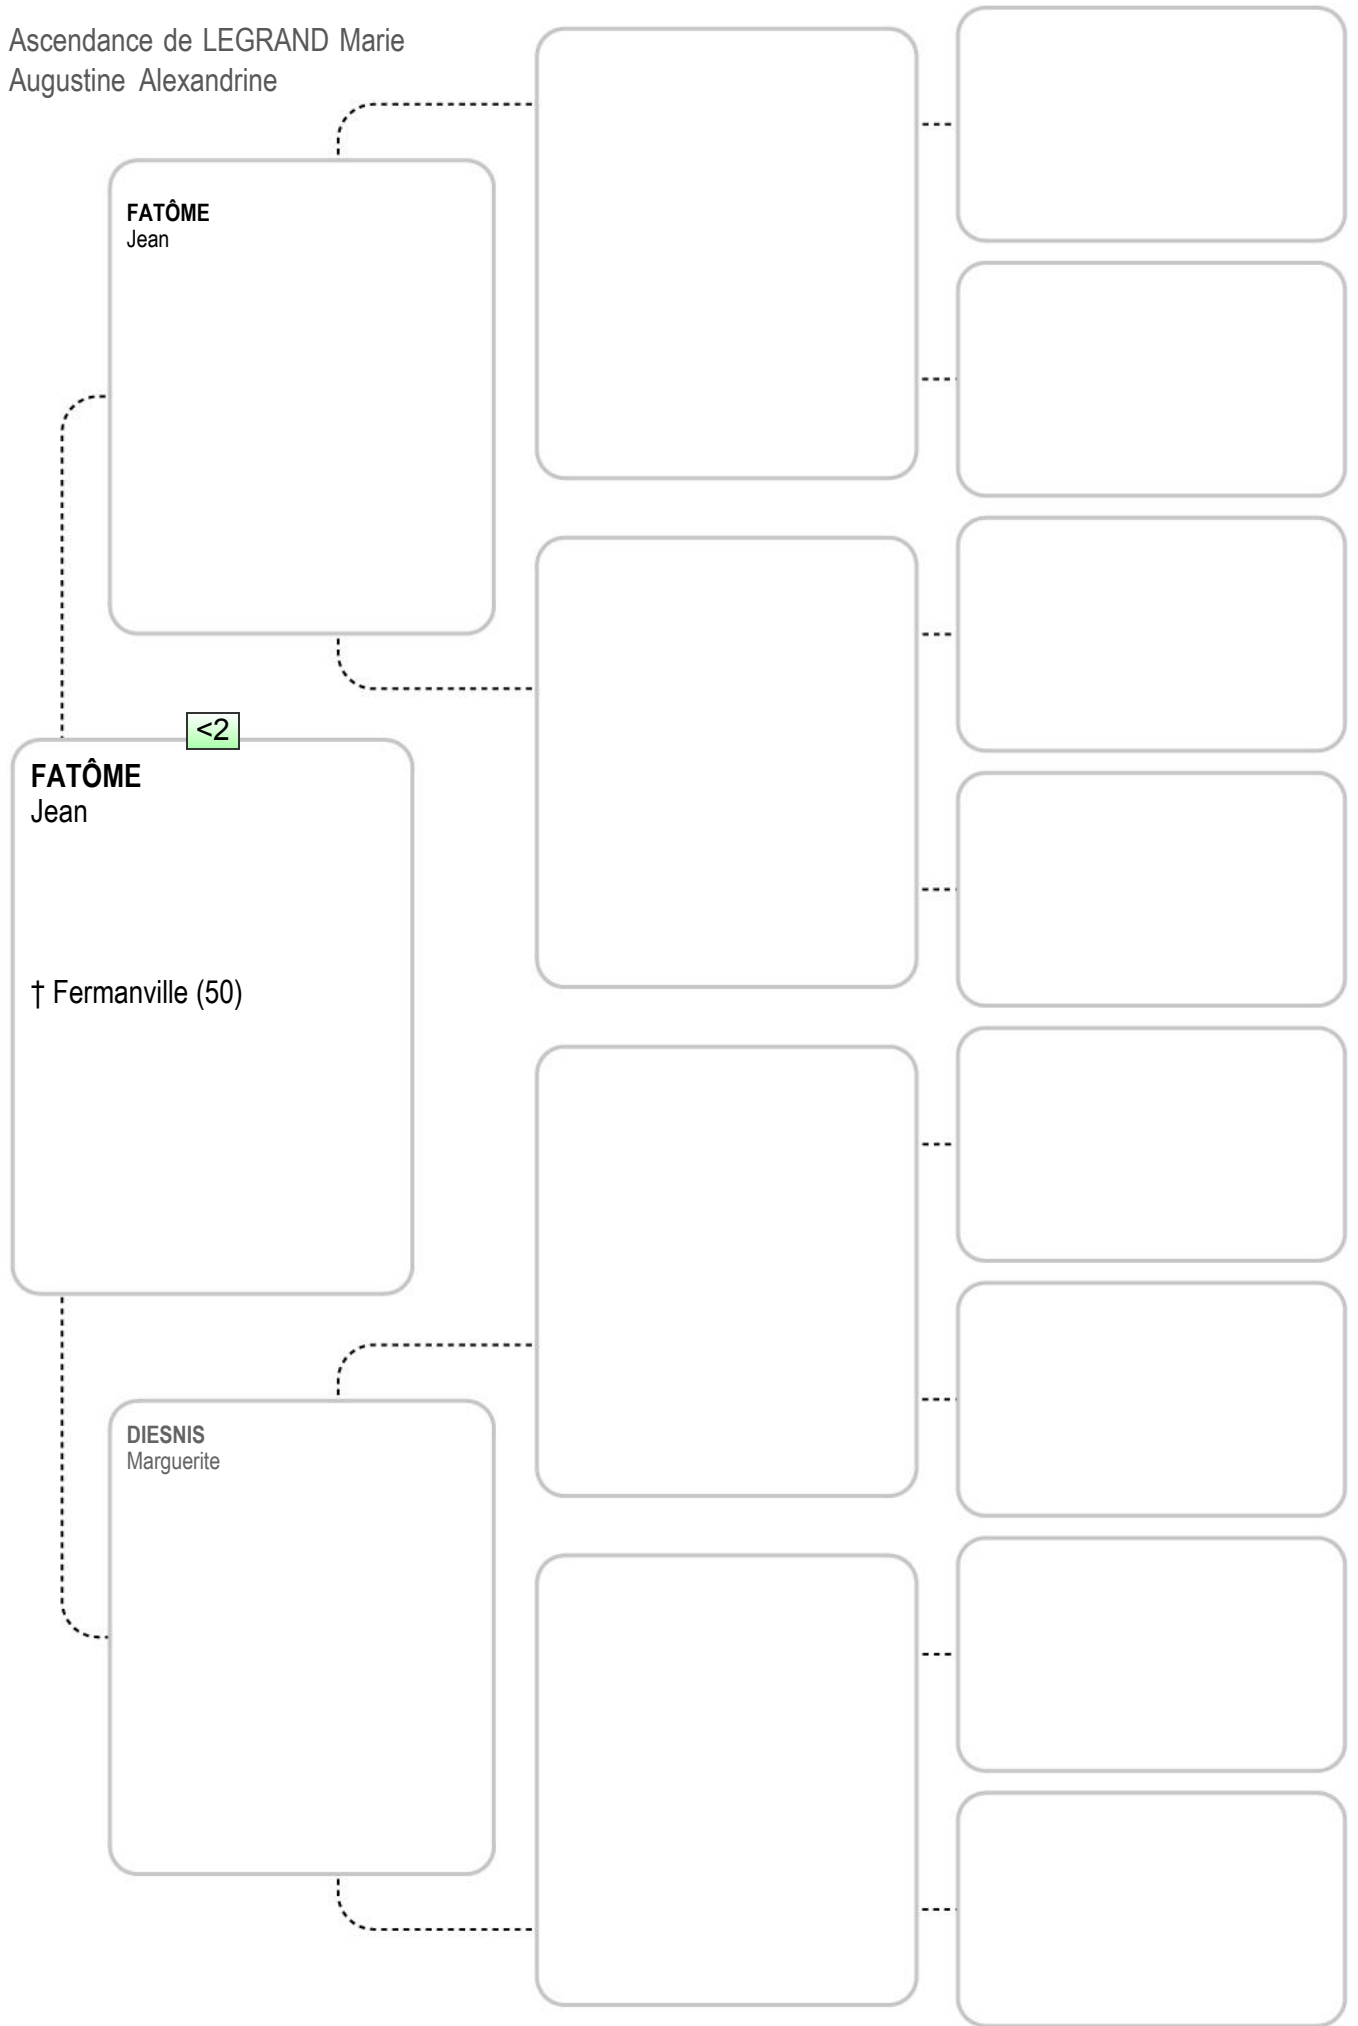 Ascendance de LEGRAND Marie
Augustine Alexandrine
FATÔME
Jean
<2
FATÔME
Jean
† Fermanville (50)
DIESNIS
Marguerite